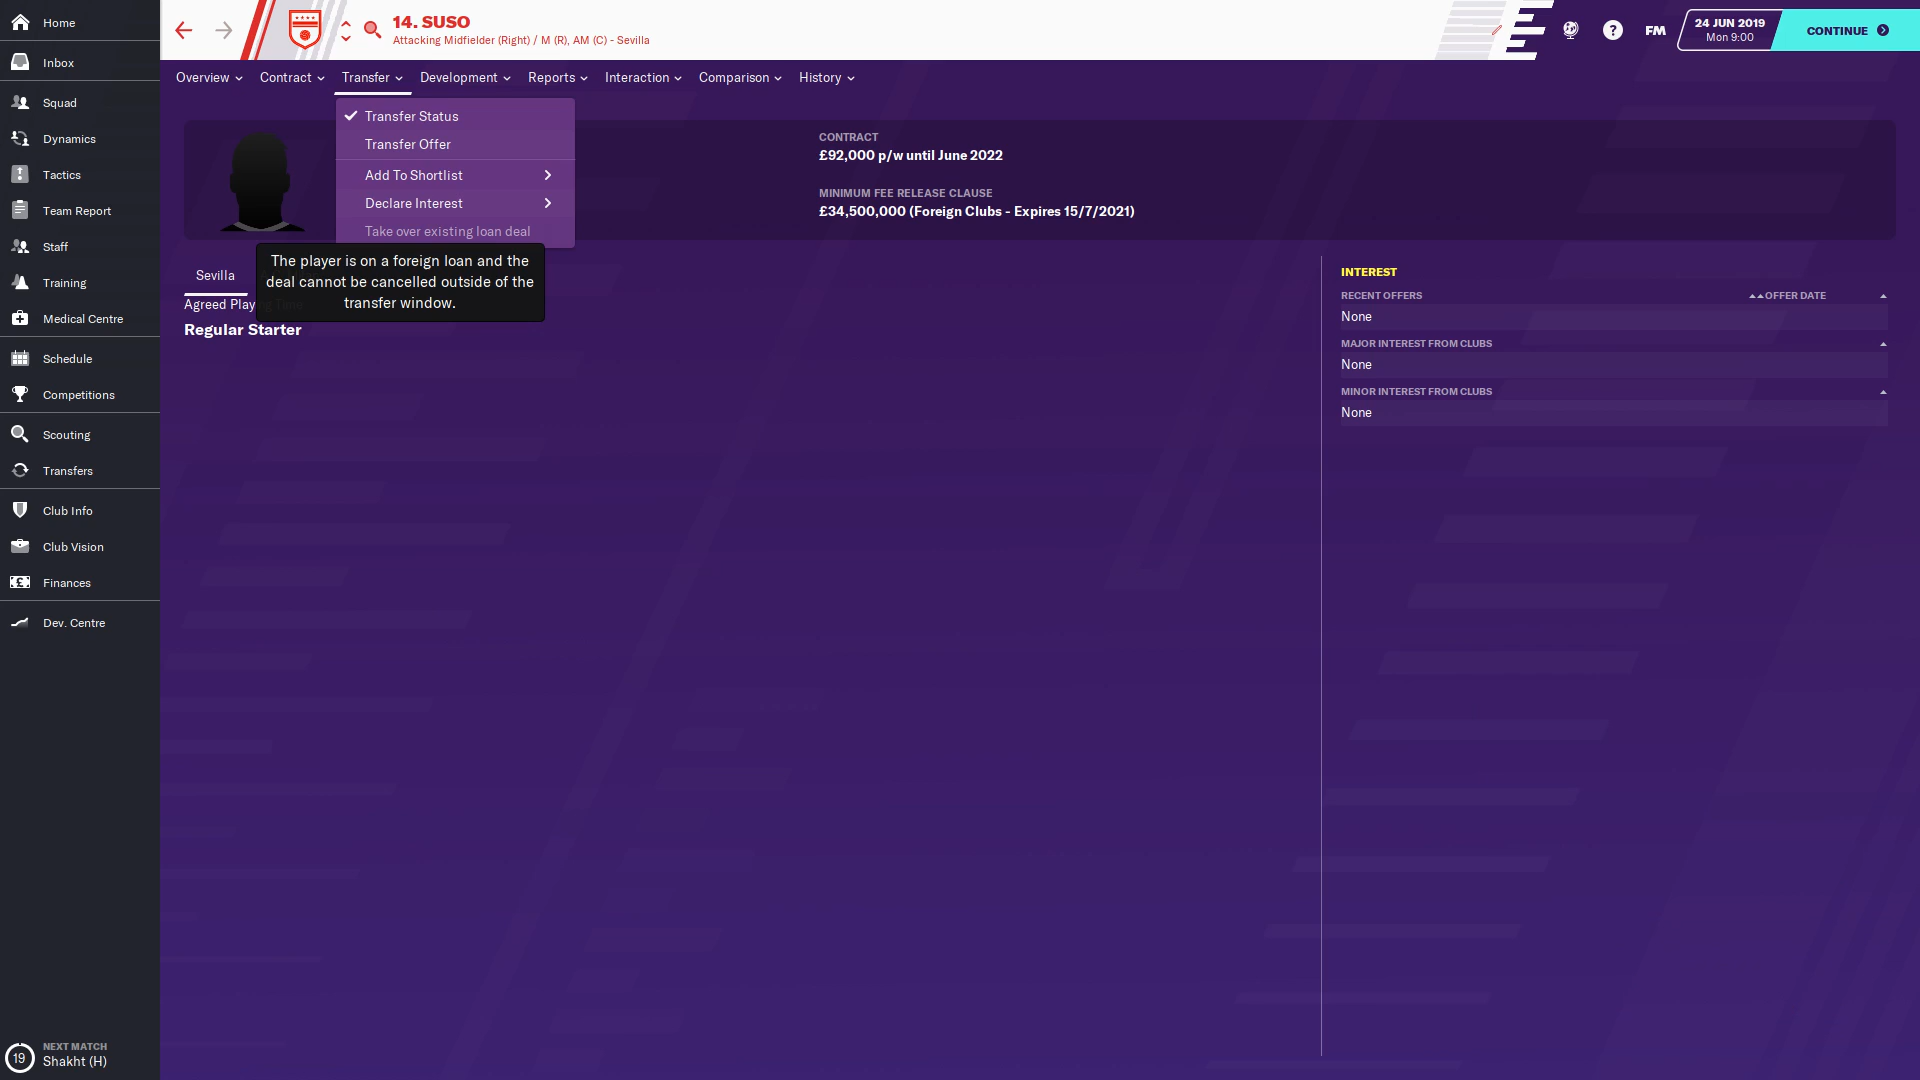 Home
Inbox
Squad
Dynamics
Tactics
Team Report
Staff
Training
Medical Centre
Schedule
Competitions
Scouting
Transfers
Club Info
Club Vision
Finances
Dev. Centre
19
NEXT MATCH
Shakht (H)
14. SUSO
Attacking Midfielder (Right) / M (R), AM (C) - Sevilla
?
FM
24 JUN 2019
Mon 9:00
CONTINUE
Overview
Contract
Transfer
Development
Reports
Interaction
Comparison
History
Transfer Status
Transfer Offer
Add To Shortlist
Declare Interest
Take over existing loan deal
The player is on a foreign loan and the
deal cannot be cancelled outside of the
transfer window.
CONTRACT
£92,000 p/w until June 2022
MINIMUM FEE RELEASE CLAUSE
£34,500,000 (Foreign Clubs - Expires 15/7/2021)
Sevilla
Agreed Playing Time
Regular Starter
INTEREST
RECENT OFFERS
OFFER DATE
None
MAJOR INTEREST FROM CLUBS
None
MINOR INTEREST FROM CLUBS
None